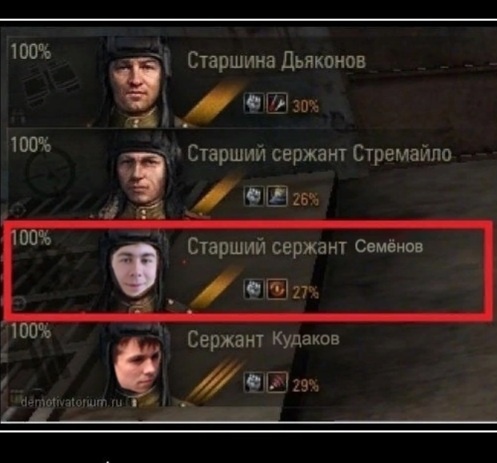 100%
Старшина Дьяконов
30%
100%
Старший сержант Стремайло
26%
100%
Старший сержант Семёнов
27%
100%
Сержант Кудаков
29%
demotivatorium.ru